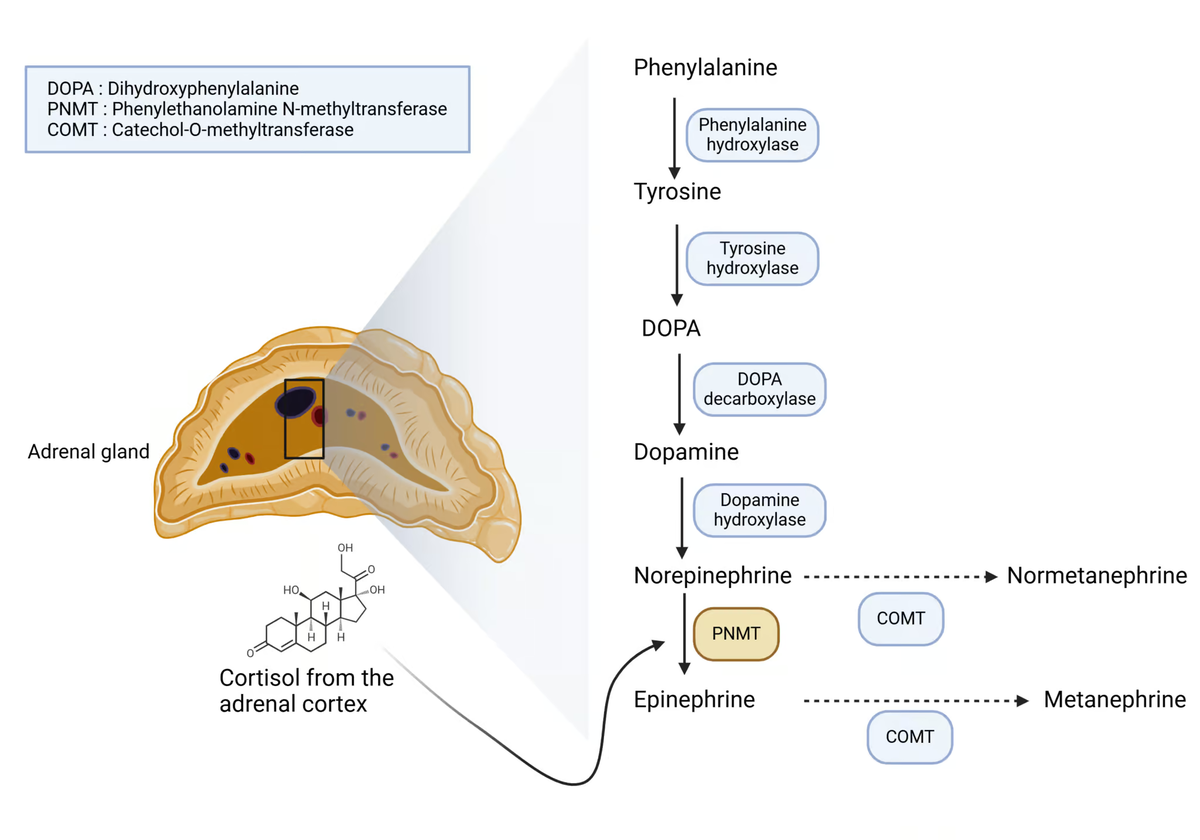 DOPA : Dihydroxyphenylalanine
PNMT : Phenylethanolamine N-methyltransferase
COMT : Catechol-O-methyltransferase
Adrenal gland
OH
O
HO
OH
H
H
H
O
Cortisol from the
adrenal cortex
Phenylalanine
Phenylalanine
hydroxylase
Tyrosine
Tyrosine
hydroxylase
DOPA
DOPA
decarboxylase
Dopamine
Dopamine
hydroxylase
Norepinephrine
Normetanephrine
COMT
PNMT
Epinephrine
Metanephrine
COMT